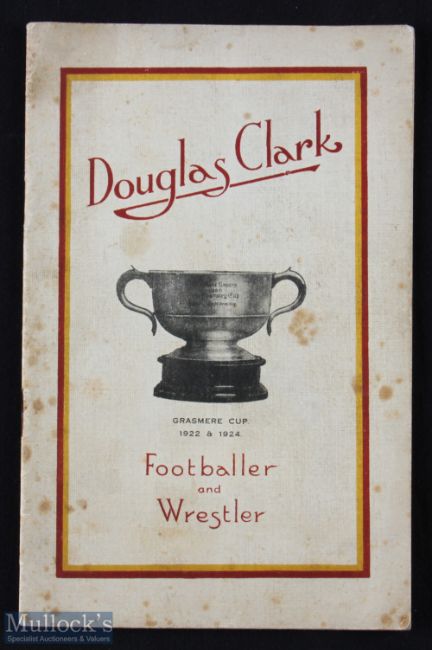 Douglas Clark
GRASMERE CUP.
1922 & 1924.
Footballer
and
Wrestler
Mullock's
Specialist Auctioneers & Valuers